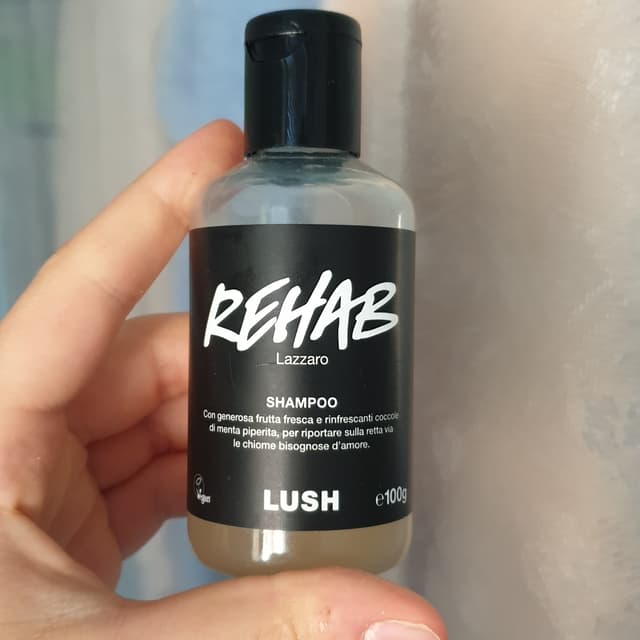 REHAB
Lazzaro
SHAMPOO
Con generosa frutta fresca e rinfrescanti coccole
di menta piperita, per riportare sulla retta via
le chiome bisognose d'amore.
Vegan
LUSH
e100g